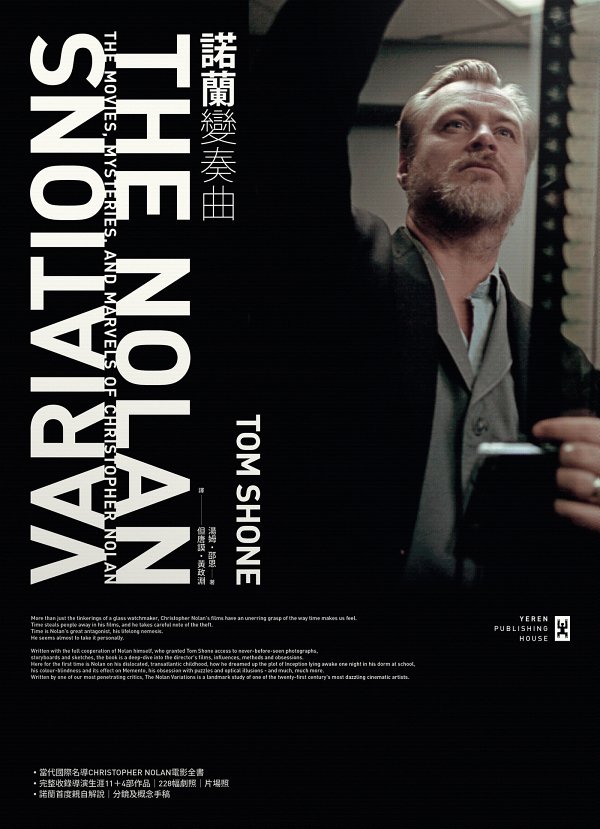 THE NOLAN
VARIATIONS
THE MOVIES, MYSTERIES, AND MARVELS OF CHRISTOPHER NOLAN
諾蘭變奏曲
TOM SHONE
湯姆・邵恩——著
但唐謨・黃政淵——譯
More than just the tinkerings of a glass watchmaker, Christopher Nolan's films have an unerring grasp of the way time makes us feel.
Time steals people away in his films, and he takes careful note of the theft.
Time is Nolan's great antagonist, his lifelong nemesis.
He seems almost to take it personally.
Written with the full cooperation of Nolan himself, who granted Tom Shone access to never-before-seen photographs,
storyboards and sketches, the book is a deep-dive into the director's films, influences, methods and obsessions.
Here for the first time is Nolan on his dislocated, transatlantic childhood, how he dreamed up the plot of Inception lying awake one night in his dorm at school,
his colour-blindness and its effect on Memento, his obsession with puzzles and optical illusions - and much, much more.
Written by one of our most penetrating critics, The Nolan Variations is a landmark study of one of the twenty-first century's most dazzling cinematic artists.
YEREN
PUBLISHING
HOUSE
・當代國際名導CHRISTOPHER NOLAN電影全書
・完整收錄導演生涯11+4部作品｜228幅劇照｜片場照
・諾蘭首度親自解說｜分鏡及概念手稿